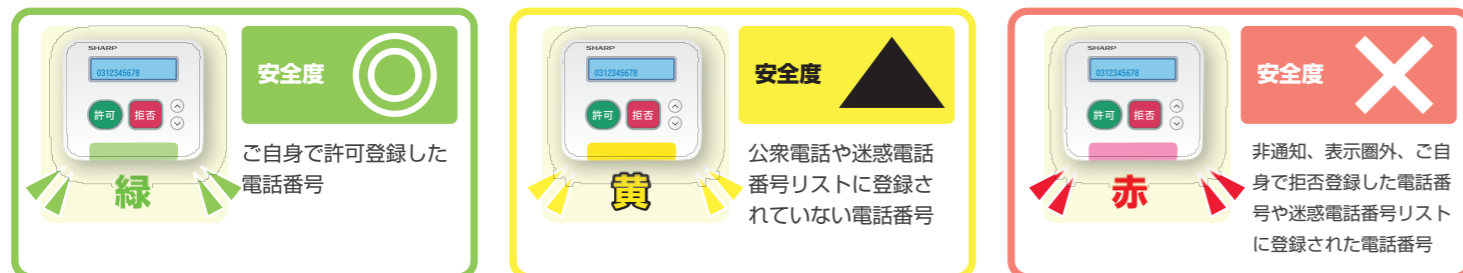 SHARP
0312345678
許可
拒否
緑
安全度
ご自身で許可登録した
電話番号
SHARP
0312345678
許可
拒否
黄
安全度
公衆電話や迷惑電話
番号リストに登録さ
れていない電話番号
SHARP
0312345678
許可
拒否
赤
安全度
非通知、表示圏外、ご自
身で拒否登録した電話番
号や迷惑電話番号リスト
に登録された電話番号